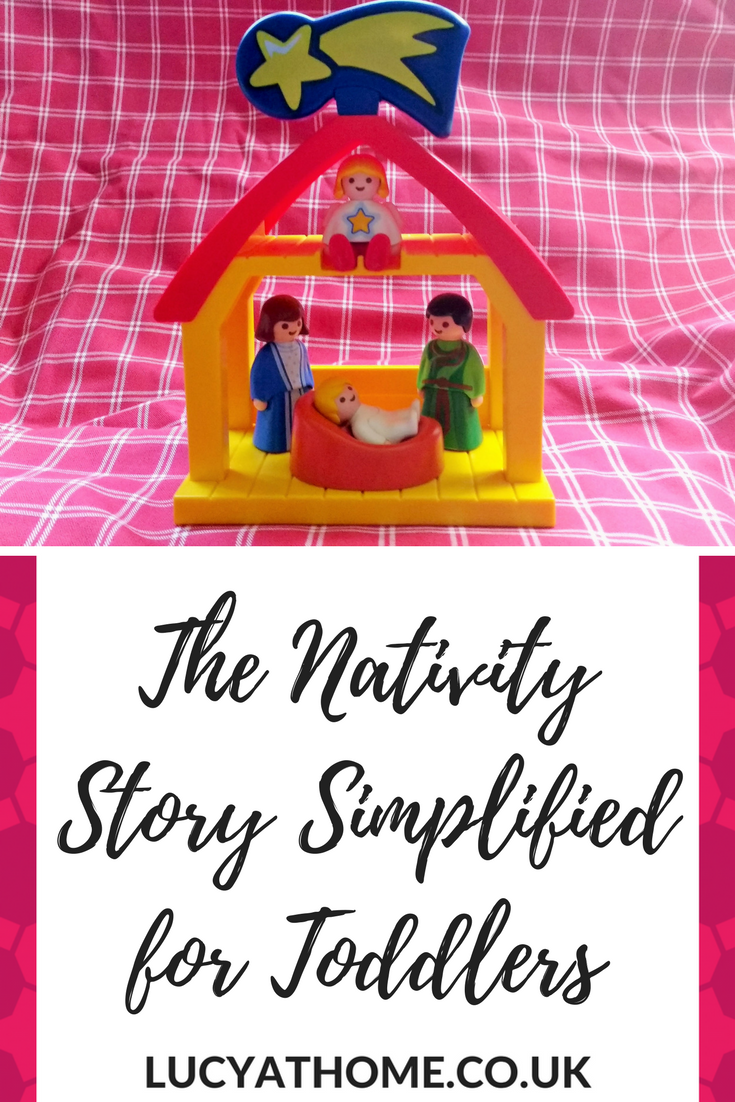 The Nativity
Story Simplified
for Toddlers
LUCYATHOME.CO.UK